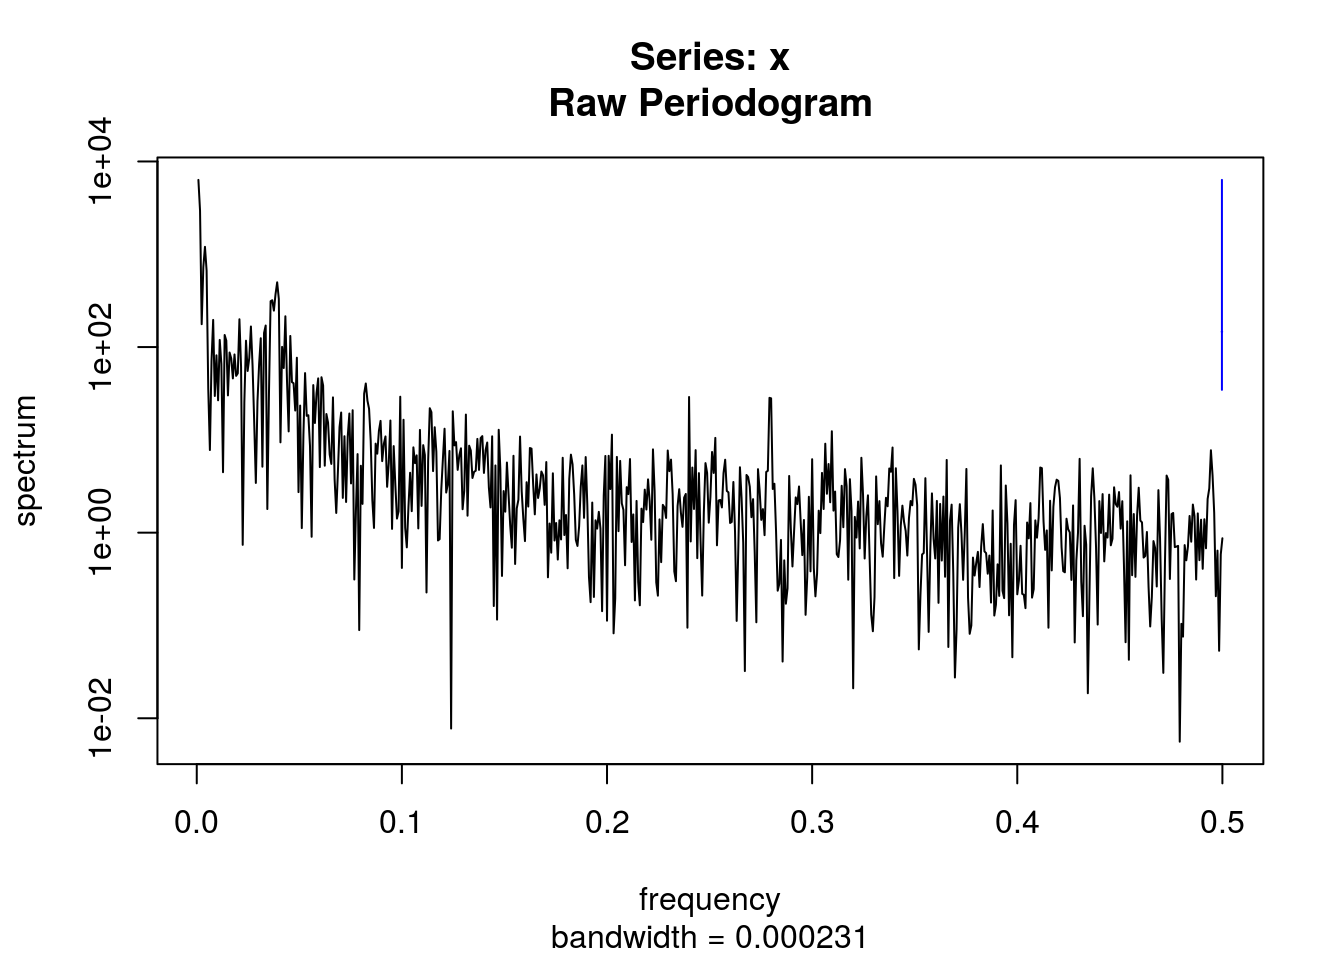 Series: x
Raw Periodogram
1e+04
1e+02
1e+00
1e-02
spectrum
0.0 0.1 0.2 0.3 0.4 0.5
frequency
bandwidth = 0.000231